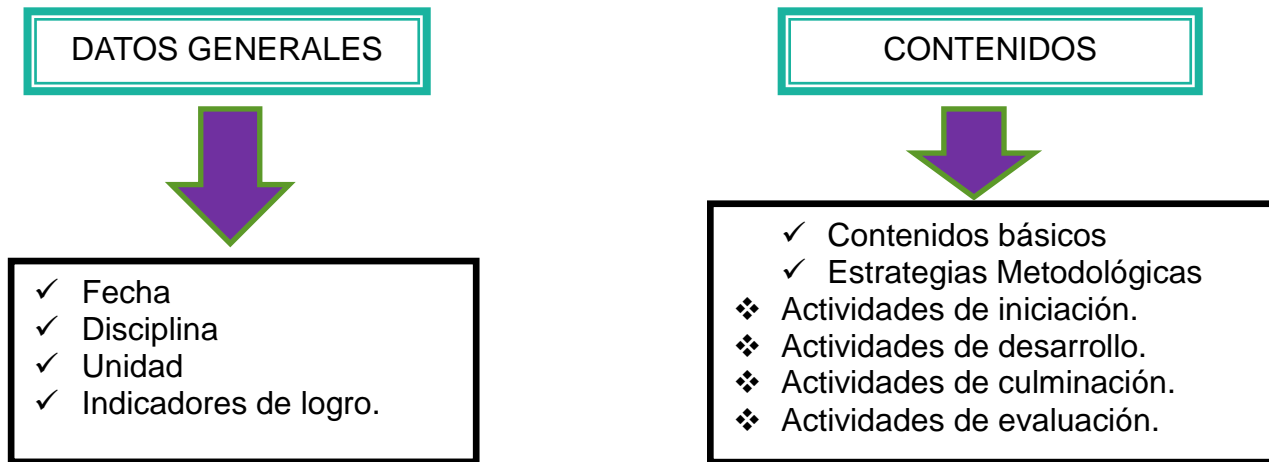 DATOS GENERALES
✓ Fecha
✓ Disciplina
✓ Unidad
✓ Indicadores de logro.
CONTENIDOS
✓ Contenidos básicos
✓ Estrategias Metodológicas
❖ Actividades de iniciación.
❖ Actividades de desarrollo.
❖ Actividades de culminación.
❖ Actividades de evaluación.